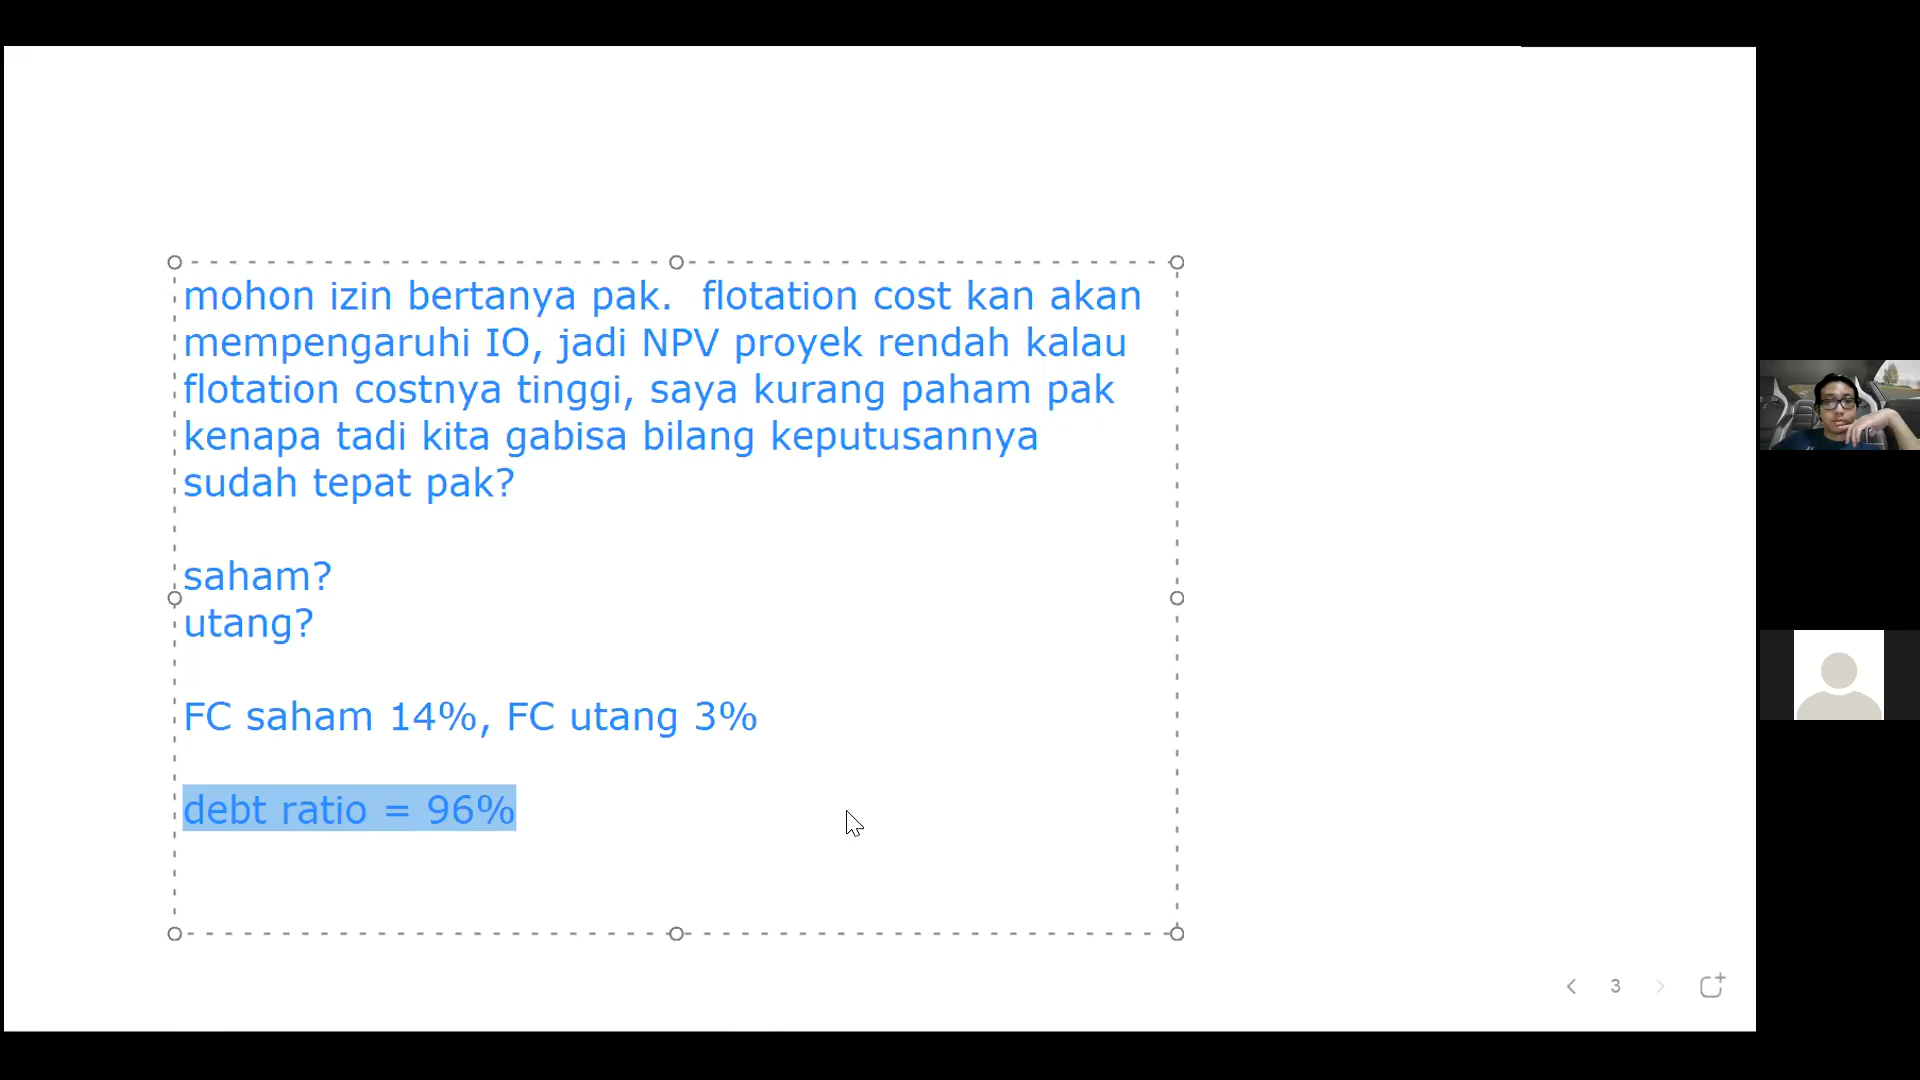 mohon izin bertanya pak.  flotation cost kan akan
mempengaruhi IO, jadi NPV proyek rendah kalau
flotation costnya tinggi, saya kurang paham pak
kenapa tadi kita gabisa bilang keputusannya
sudah tepat pak?
saham?
utang?
FC saham 14%, FC utang 3%
debt ratio = 96%
3